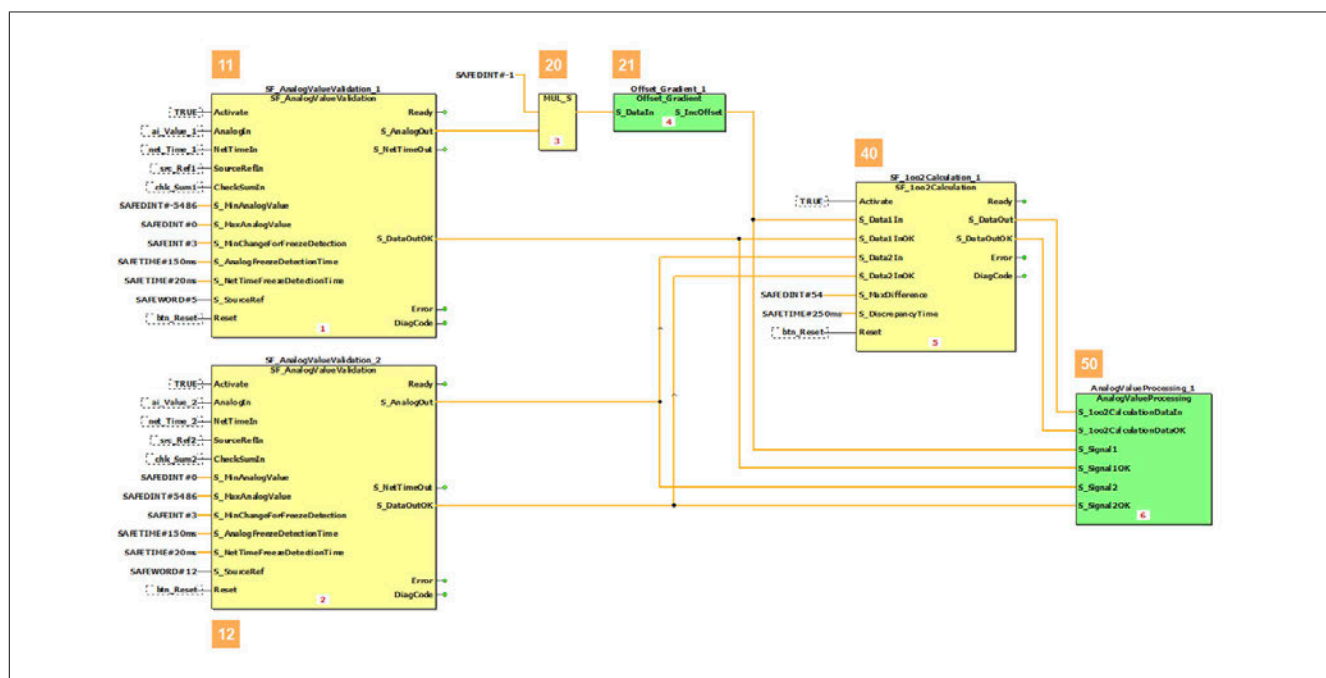 11
SF_AnalogValueValidation_1
SF_AnalogValueValidation
TRUE Activate Ready
ai_Value_1 AnalogIn S_AnalogOut
net_Time_1 NetTimeIn S_NetTimeOut
src_Ref1 SourceRefIn
chk_Sum1 CheckSumIn
SAFEDINT#-5486 S_MinAnalogValue
SAFEDINT#0 S_MaxAnalogValue
SAFEINT#3 S_MinChangeForFreezeDetection S_DataOutOK
SAFETIME#150ms S_AnalogFreezeDetectionTime
SAFETIME#20ms S_NetTimeFreezeDetectionTime
SAFEWORD#5 S_SourceRef
Error
btn_Reset Reset
DiagCode
1
20
SAFEDINT#-1
MUL_S
3
21
Offset_Gradient_1
Offset_Gradient
S_DataIn S_IncOffset
4
40
SF_1oo2Calculation_1
SF_1oo2Calculation
TRUE Activate Ready
S_Data1In S_DataOut
S_Data1InOK S_DataOutOK
S_Data2In Error
S_Data2InOK DiagCode
SAFEDINT#54 S_MaxDifference
SAFETIME#250ms S_DiscrepancyTime
btn_Reset Reset
5
SF_AnalogValueValidation_2
SF_AnalogValueValidation
TRUE Activate Ready
ai_Value_2 AnalogIn S_AnalogOut
net_Time_2 NetTimeIn
src_Ref2 SourceRefIn
chk_Sum2 CheckSumIn
SAFEDINT#0 S_MinAnalogValue
S_NetTimeOut
SAFEDINT#5486 S_MaxAnalogValue
S_DataOutOK
SAFEINT#3 S_MinChangeForFreezeDetection
SAFETIME#150ms S_AnalogFreezeDetectionTime
SAFETIME#20ms S_NetTimeFreezeDetectionTime
SAFEWORD#12 S_SourceRef
Error
btn_Reset Reset
DiagCode
2
12
50
AnalogValueProcessing_1
AnalogValueProcessing
S_1oo2CalculationDataIn
S_1oo2CalculationDataOK
S_Signal1
S_Signal1OK
S_Signal2
S_Signal2OK
6